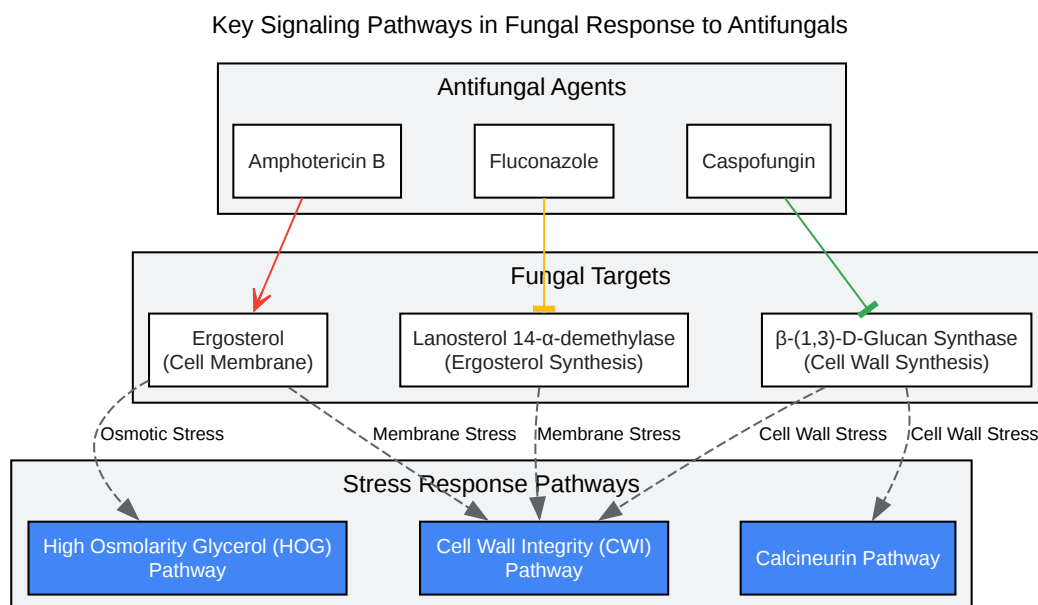 Key Signaling Pathways in Fungal Response to Antifungals
Antifungal Agents
Amphotericin B
Fluconazole
Caspofungin
Fungal Targets
Ergosterol
(Cell Membrane)
Lanosterol 14-α-demethylase
(Ergosterol Synthesis)
β-(1,3)-D-Glucan Synthase
(Cell Wall Synthesis)
Osmotic Stress
Membrane Stress
Membrane Stress
Cell Wall Stress
Cell Wall Stress
Stress Response Pathways
High Osmolarity Glycerol (HOG)
Pathway
Cell Wall Integrity (CWI)
Pathway
Calcineurin Pathway